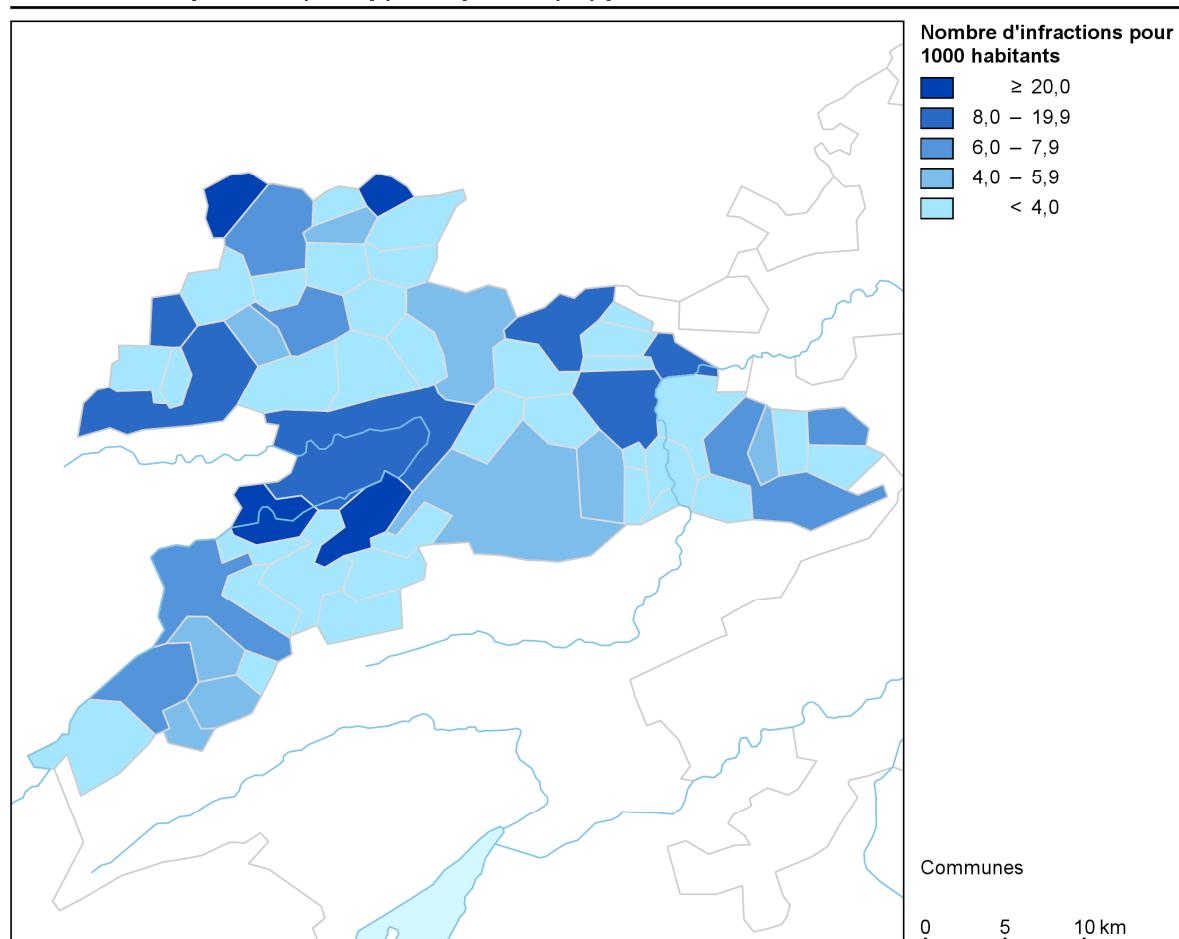 Nombre d'infractions pour
1000 habitants
≥ 20,0
8,0 – 19,9
6,0 – 7,9
4,0 – 5,9
< 4,0
Communes
0 5 10 km